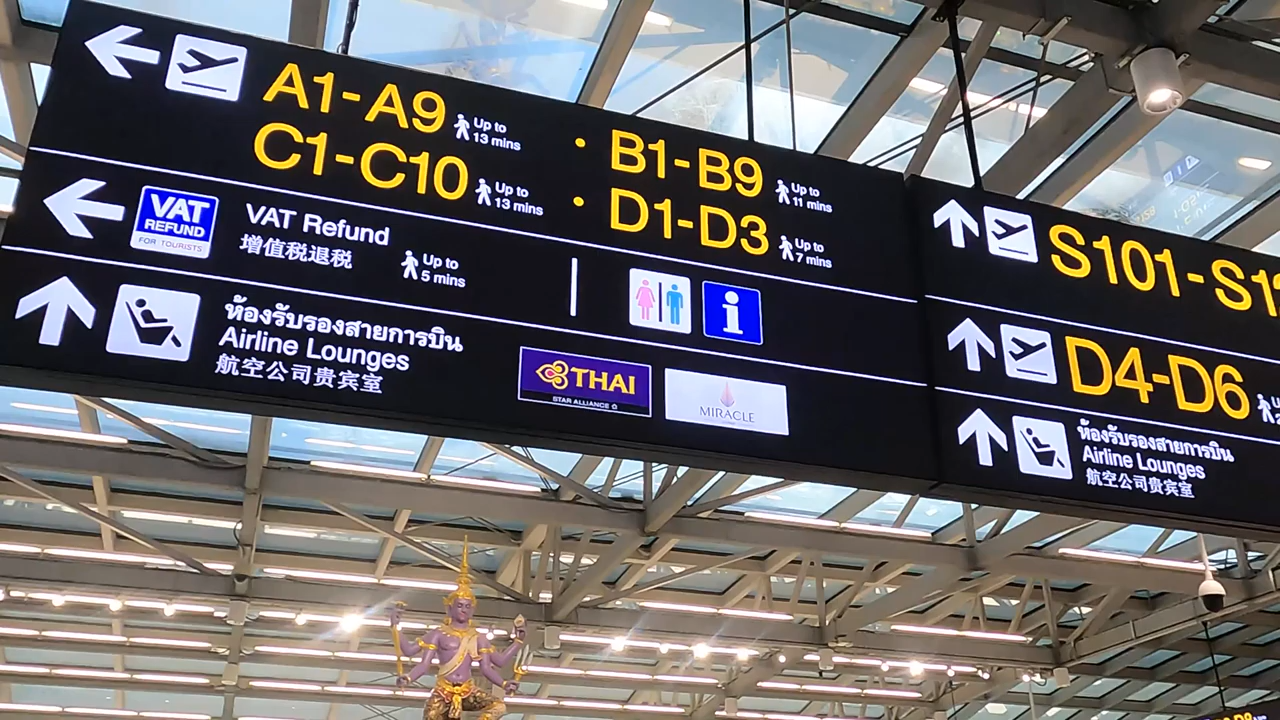 A1-A9 Up to 13 mins • B1-B9 Up to 11 mins
C1-C10 Up to 13 mins • D1-D3 Up to 7 mins
VAT REFUND FOR TOURISTS
VAT Refund
增值税退税
Up to 5 mins
ห้องรับรองสายการบิน
Airline Lounges
航空公司贵宾室
THAI
STAR ALLIANCE
MIRACLE
D4-D6
ห้องรับรองสายการบิน
Airline Lounges
航空公司贵宾室